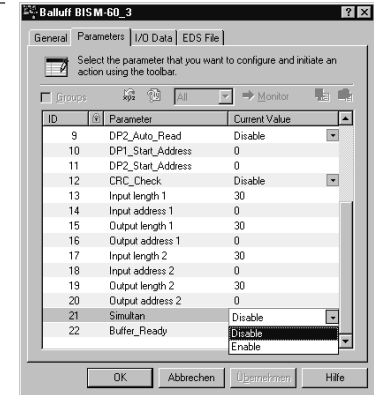 Balluff BISM-60_3
General Parameters I/O Data EDS File
Select the parameter that you want to configure and initiate an
action using the toolbar.
Groups All Monitor
ID Parameter Current Value
9 DP2_Auto_Read Disable
10 DP1_Start_Address 0
11 DP2_Start_Address 0
12 CRC_Check Disable
13 Input length 1 30
14 Input address 1 0
15 Output length 1 30
16 Output address 1 0
17 Input length 2 30
18 Input address 2 0
19 Output length 2 30
20 Output address 2 0
21 Simultan Disable
22 Buffer_Ready Disable
Enable
OK Abbrechen Übernehmen Hilfe